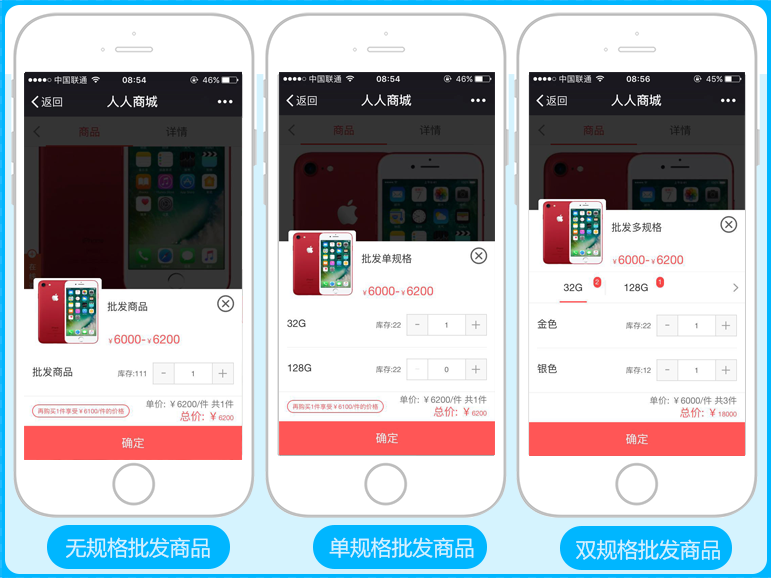 中国联通 08:54 46%
返回 人人商城
商品 详情
批发商品
¥6000-¥6200
批发商品 库存:111 - 1 +
再购买1件享受¥6100/件的价格
单价: ¥6200/件 共1件
总价: ¥6200
确定
无规格批发商品
中国联通 08:54 46%
返回 人人商城
商品 详情
批发单规格
¥6000-¥6200
32G 库存:22 - 1 +
128G 库存:22 - 0 +
再购买1件享受¥6100/件的价格
单价: ¥6200/件 共1件
总价: ¥6200
确定
单规格批发商品
中国联通 08:56 45%
返回 人人商城
商品 详情
批发多规格
¥6000-¥6200
32G 2 128G 1
金色 库存:22 - 1 +
银色 库存:12 - 1 +
单价: ¥6000/件 共3件
总价: ¥18000
确定
双规格批发商品